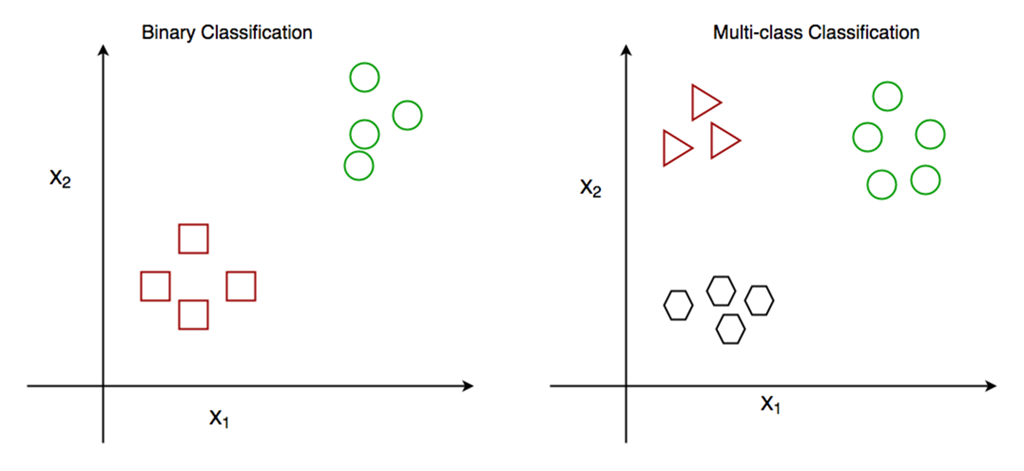 Binary Classification
X₂
X₁
Multi-class Classification
X₂
X₁